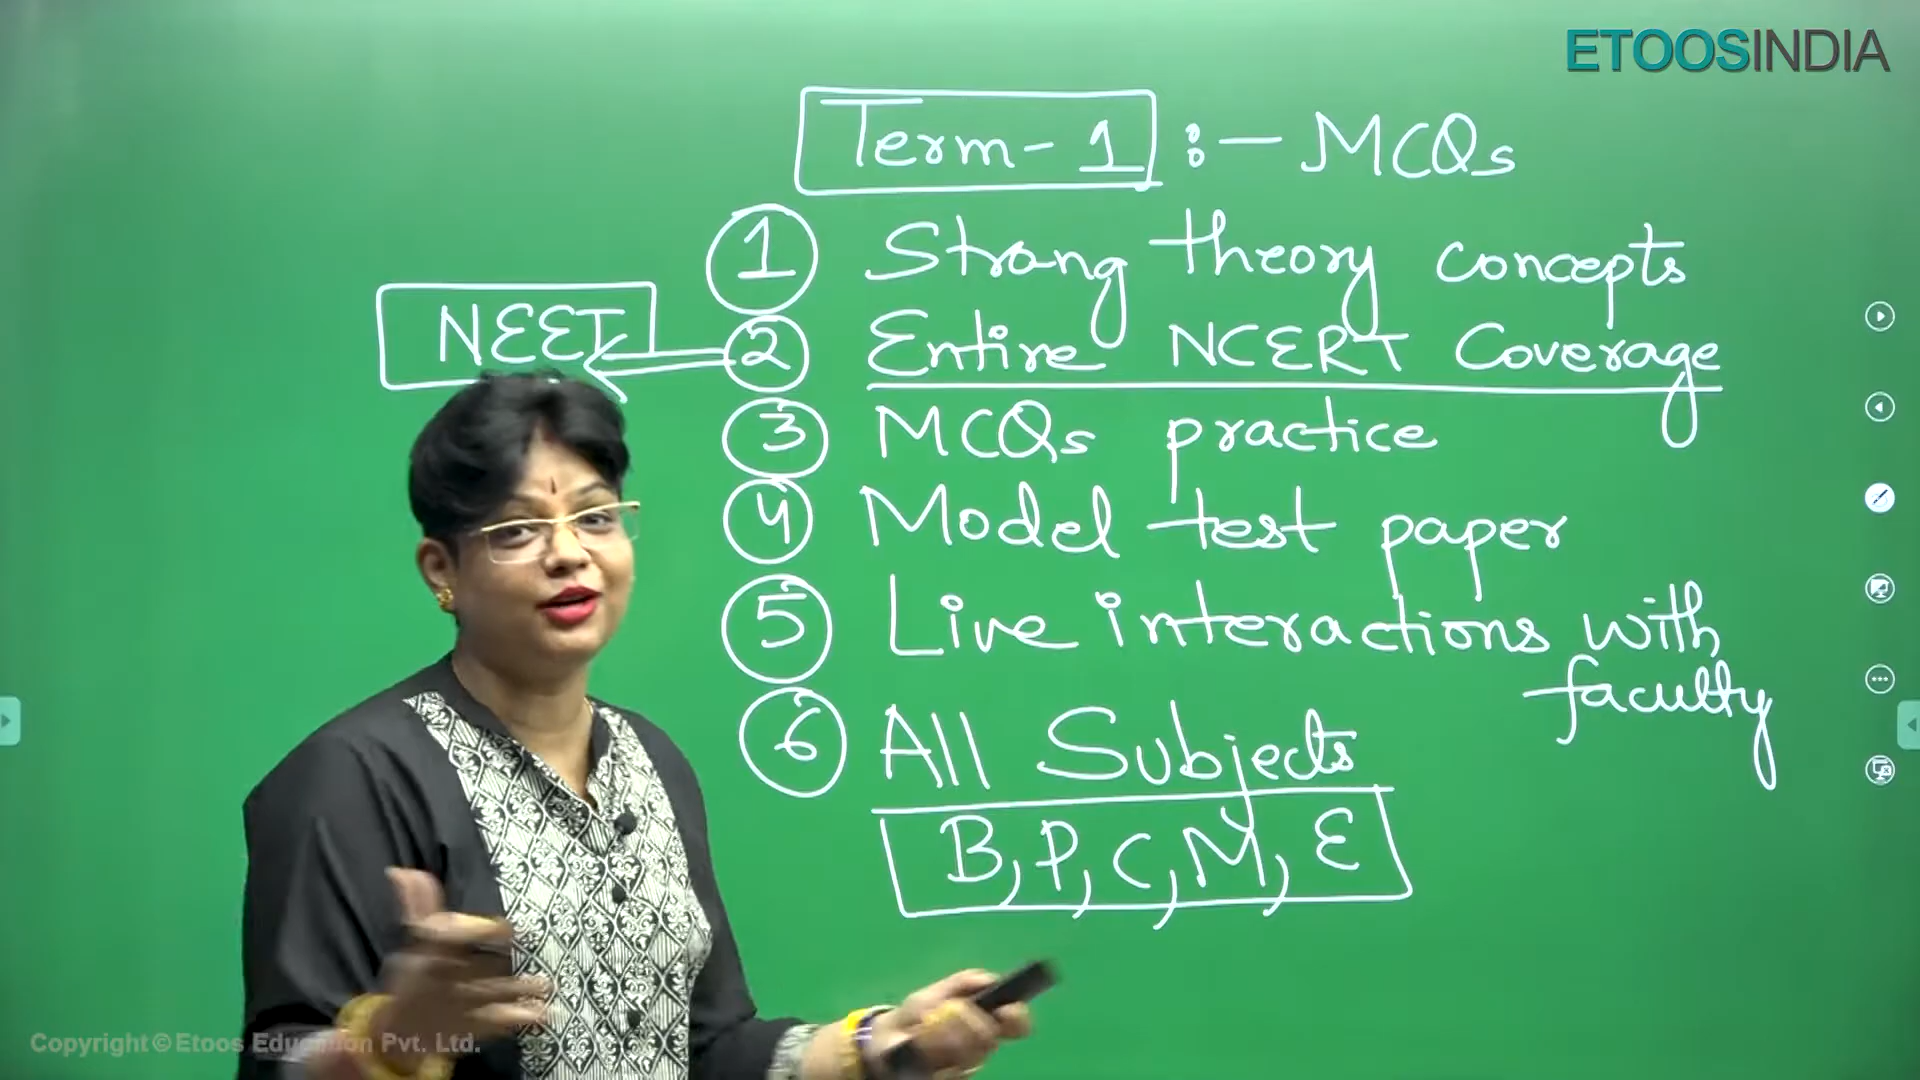 ETOOSINDIA
Term-1 :- MCQs
1 Strong theory concepts
NEET
2 Entire NCERT Coverage
3 MCQs practice
4 Model test paper
5 Live interactions with
faculty
6 All Subjects
B, P, C, M, E
Copyright © Etoos Education Pvt. Ltd.